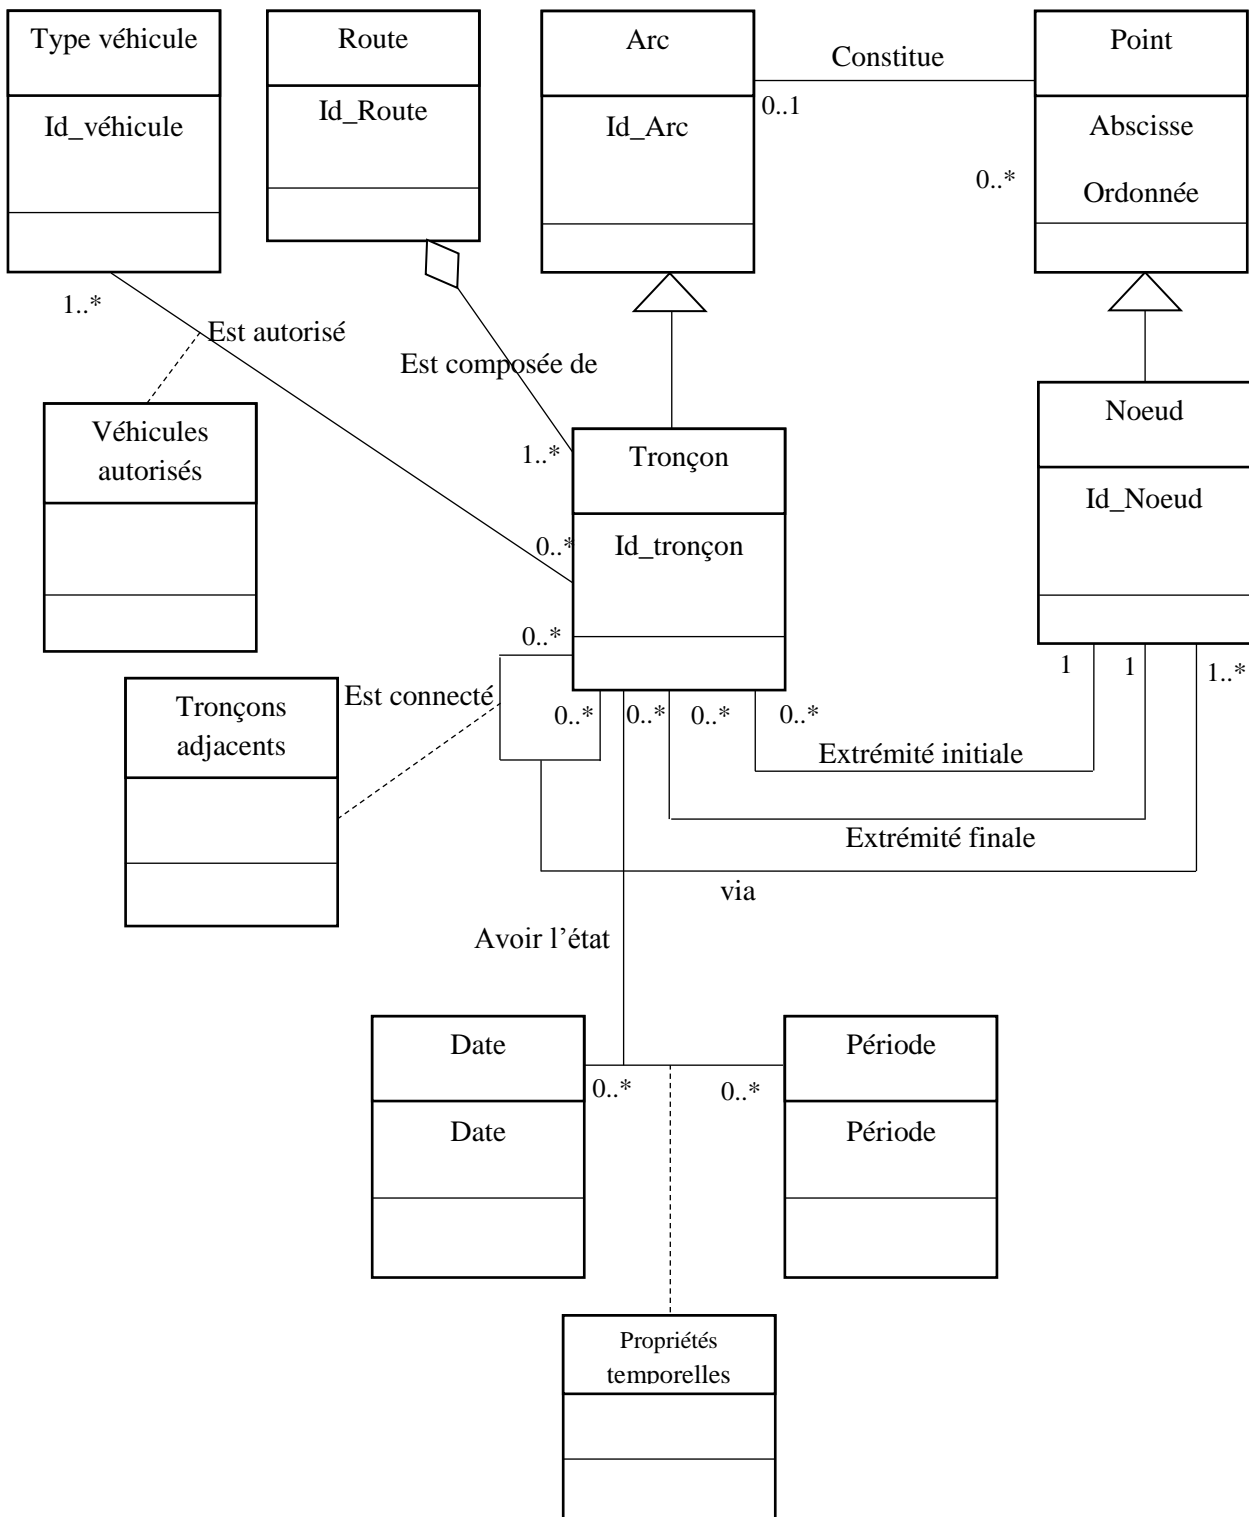 Type véhicule
Route
Arc
Point
Constitue
Id_véhicule
Id_Route
Id_Arc
0..1
Abscisse
0..*
Ordonnée
1..*
Est autorisé
Est composée de
Véhicules
autorisés
1..*
Tronçon
Noeud
0..*
Id_tronçon
Id_Noeud
0..*
Est connecté
Tronçons
adjacents
0..*
0..*
0..*
0..*
1
1
1..*
Extrémité initiale
Extrémité finale
via
Avoir l’état
Date
Période
0..*
0..*
Date
Période
Propriétés
temporelles